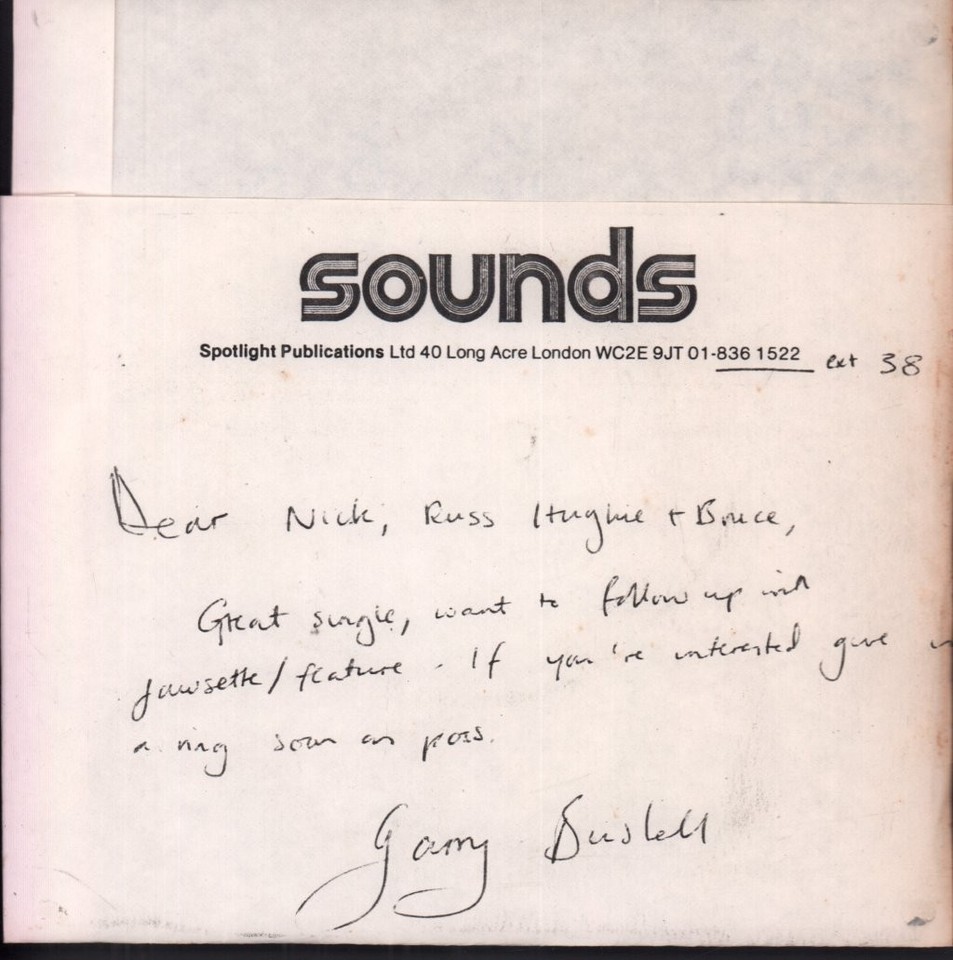 sounds
Spotlight Publications Ltd 40 Long Acre London WC2E 9JT 01-836 1522 ext 38
Dear Nick, Russ Hughie + Bruce,
Great single, want to follow up with
Jawsette/feature. If you're interested give
a ring soon as poss.
Garry Bushell